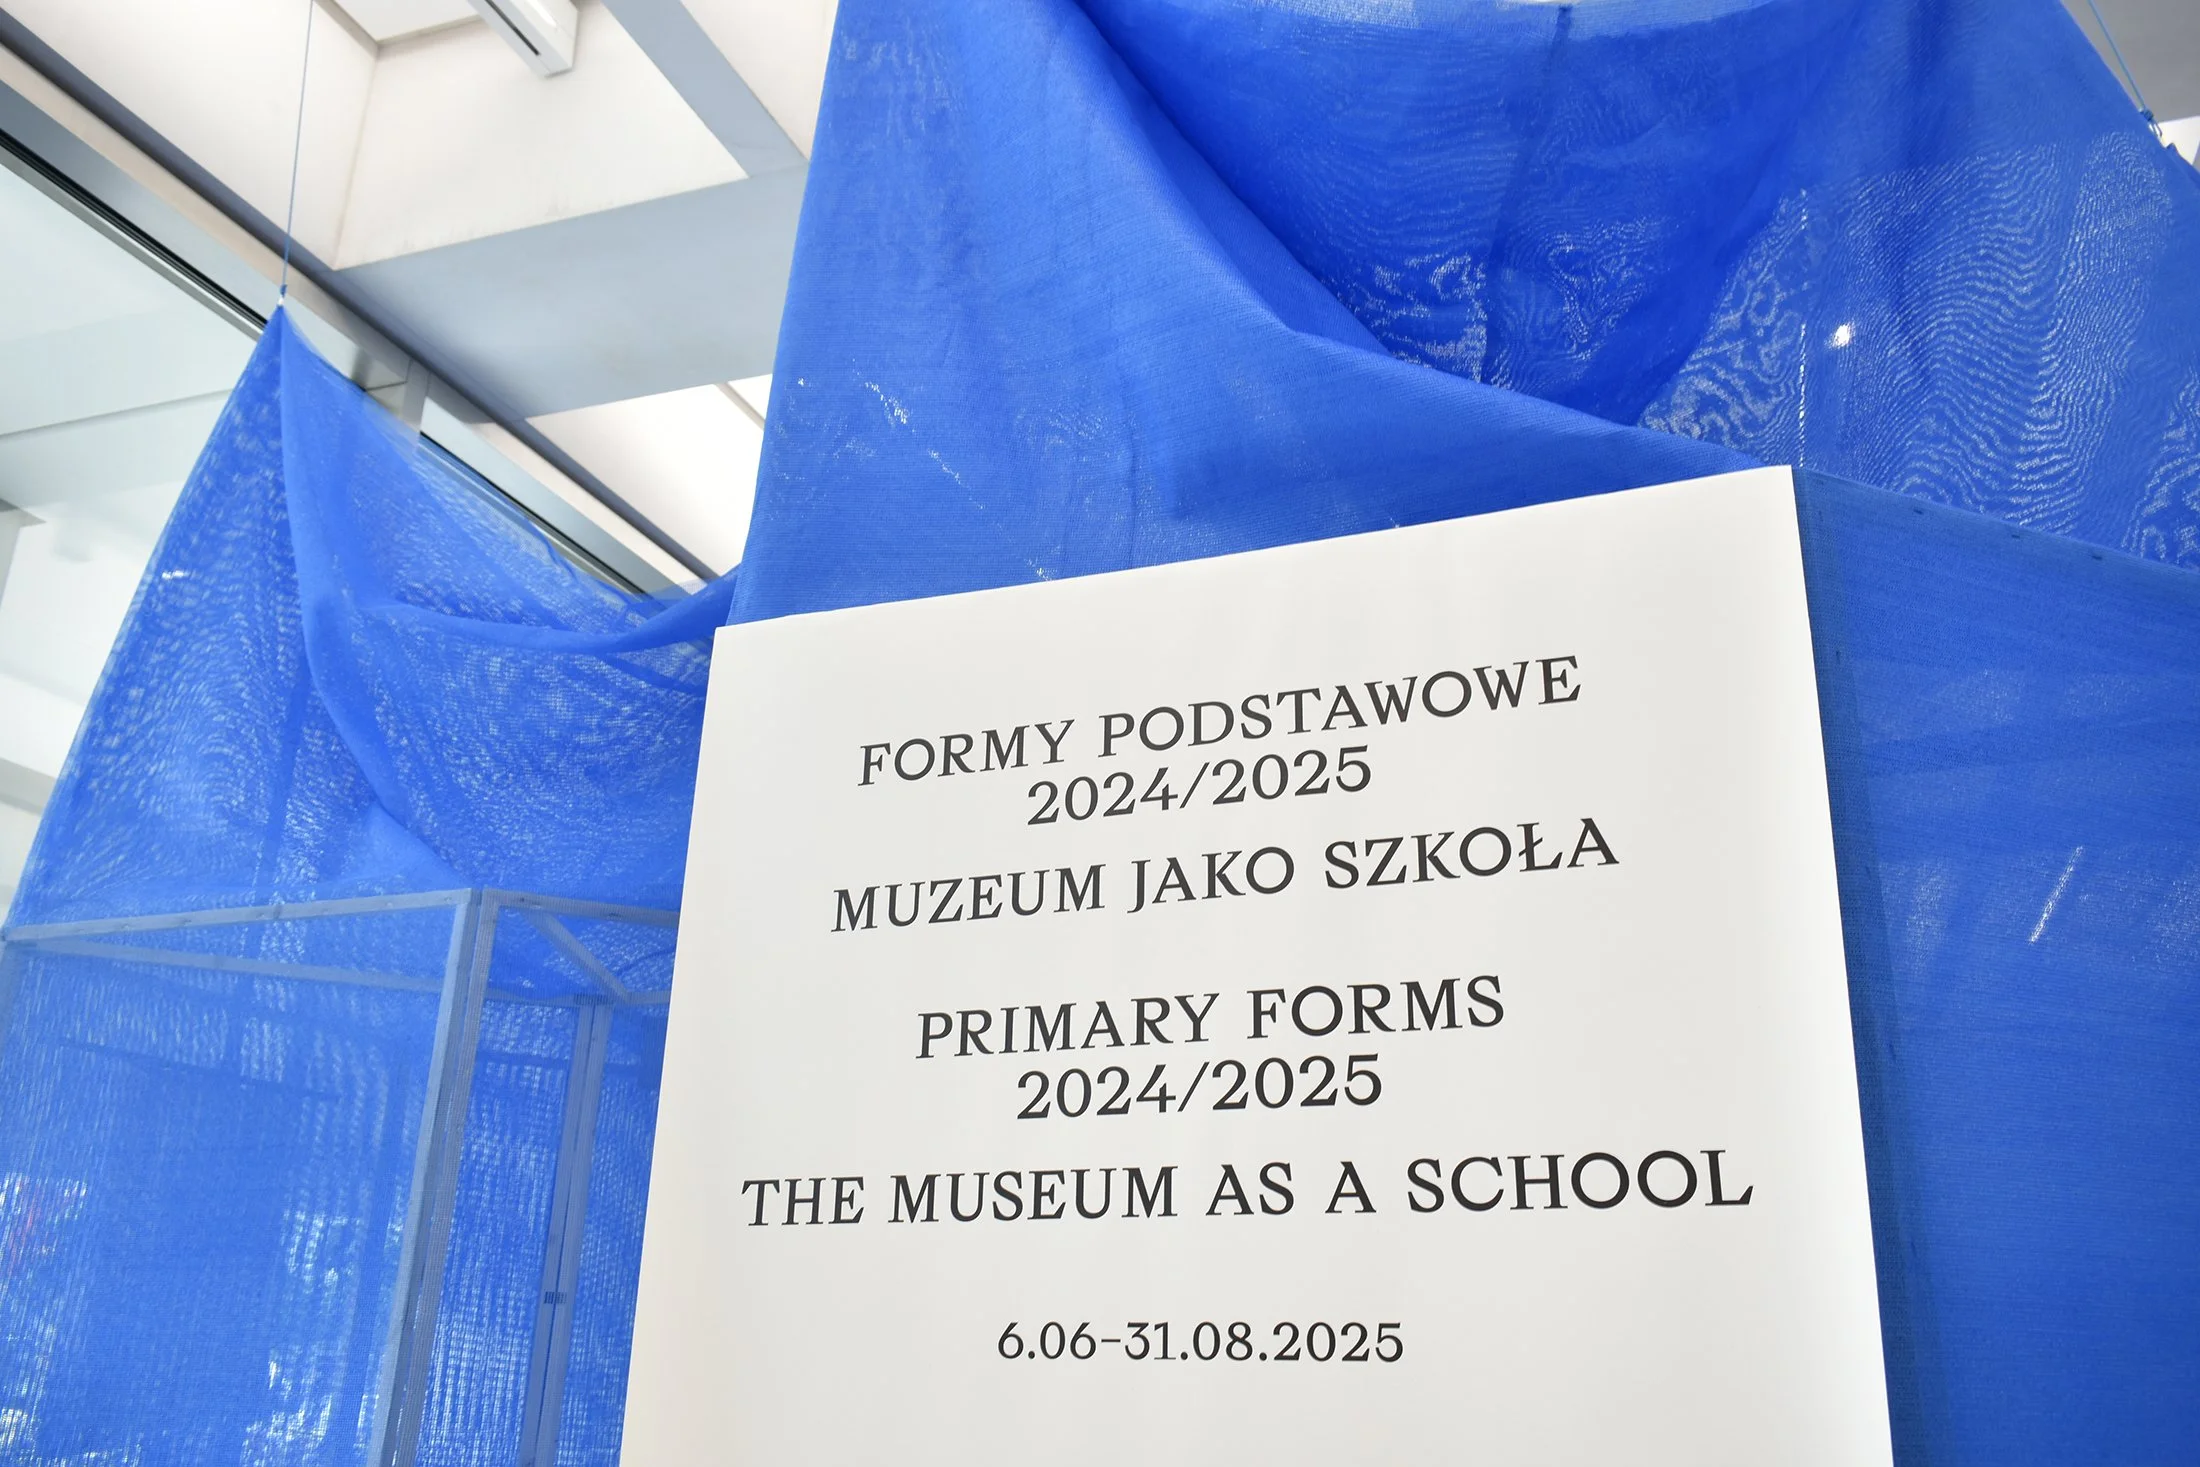 FORMY PODSTAWOWE
2024/2025
MUZEUM JAKO SZKOŁA
PRIMARY FORMS
2024/2025
THE MUSEUM AS A SCHOOL
6.06–31.08.2025